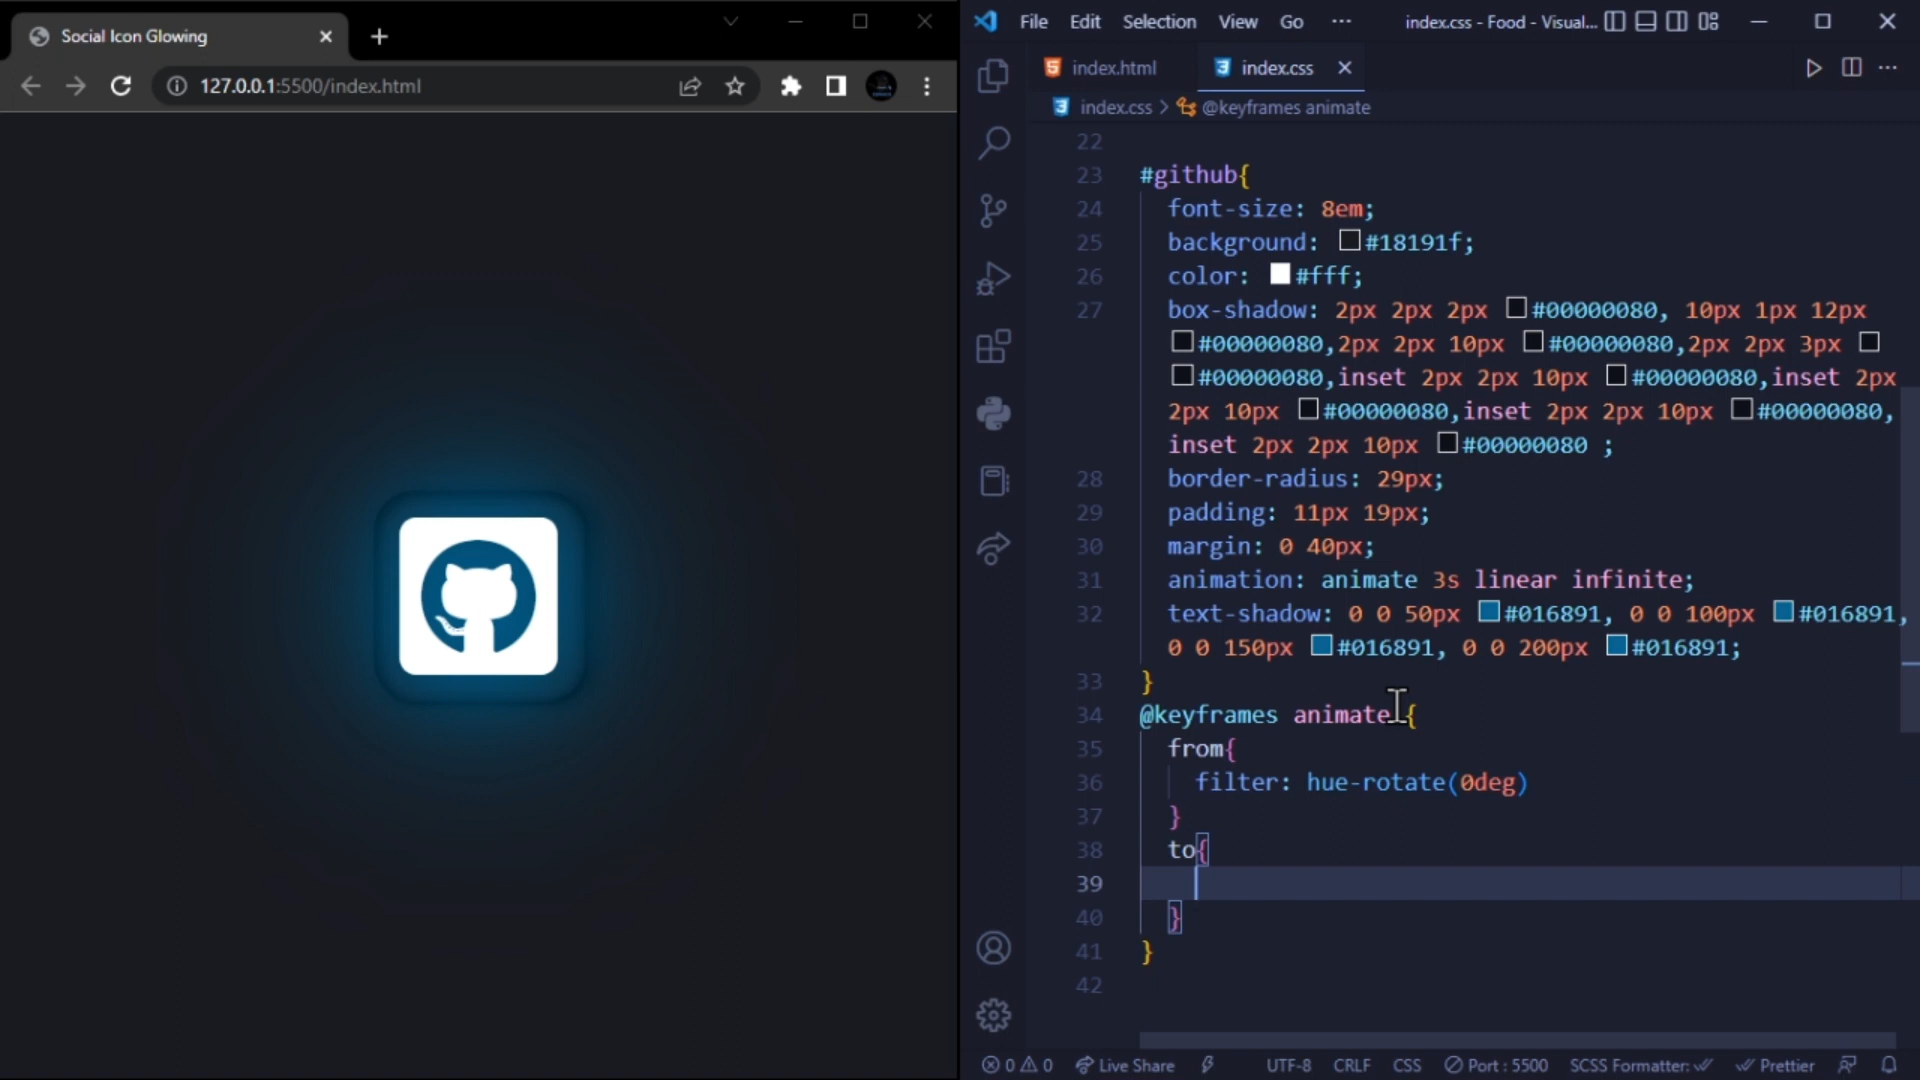 Social Icon Glowing
127.0.0.1:5500/index.html
File Edit Selection View Go ··· index.css - Food - Visual...
index.html index.css
index.css > @keyframes animate
22
23 #github{
24 font-size: 8em;
25 background: #18191f;
26 color: #fff;
27 box-shadow: 2px 2px 2px #00000080, 10px 1px 12px
#00000080,2px 2px 10px #00000080,2px 2px 3px
#00000080,inset 2px 2px 10px #00000080,inset 2px
2px 10px #00000080,inset 2px 2px 10px #00000080,
inset 2px 2px 10px #00000080 ;
28 border-radius: 29px;
29 padding: 11px 19px;
30 margin: 0 40px;
31 animation: animate 3s linear infinite;
32 text-shadow: 0 0 50px #016891, 0 0 100px #016891,
0 0 150px #016891, 0 0 200px #016891;
33 }
34 @keyframes animate {
35 from{
36 filter: hue-rotate(0deg)
37 }
38 to{
39
40 }
41 }
42
0 0 Live Share UTF-8 CRLF CSS Port : 5500 SCSS Formatter: Prettier